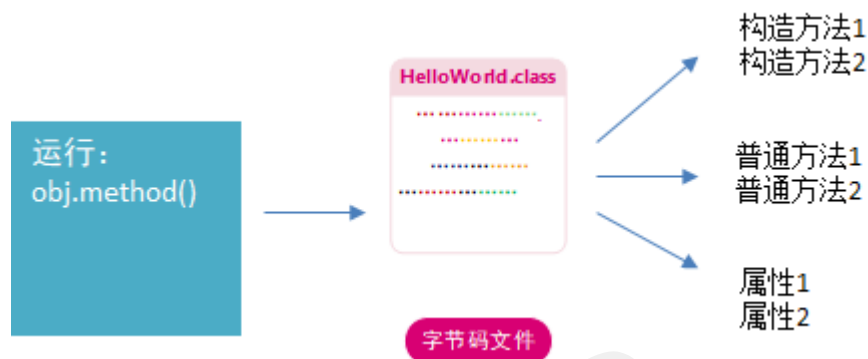 运行：
obj.method()
HelloWorld.class
字节码文件
构造方法1
构造方法2
普通方法1
普通方法2
属性1
属性2